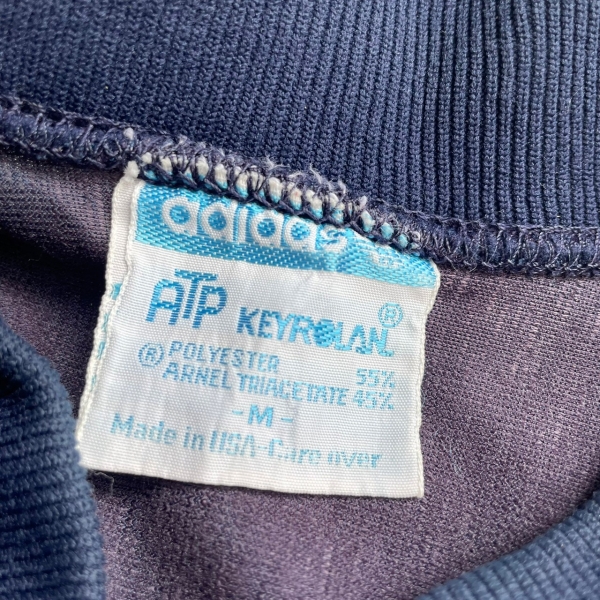 adidas®
ATP KEYROLAN®
POLYESTER 55%
® ARNEL TRIACETATE 45%
- M -
Made in USA-Care over